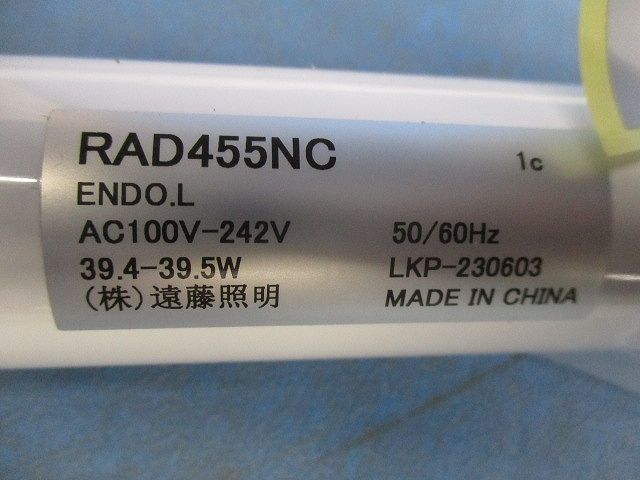 RAD455NC 1c
ENDO.L
AC100V-242V 50/60Hz
39.4-39.5W LKP-230603
(株)遠藤照明 MADE IN CHINA